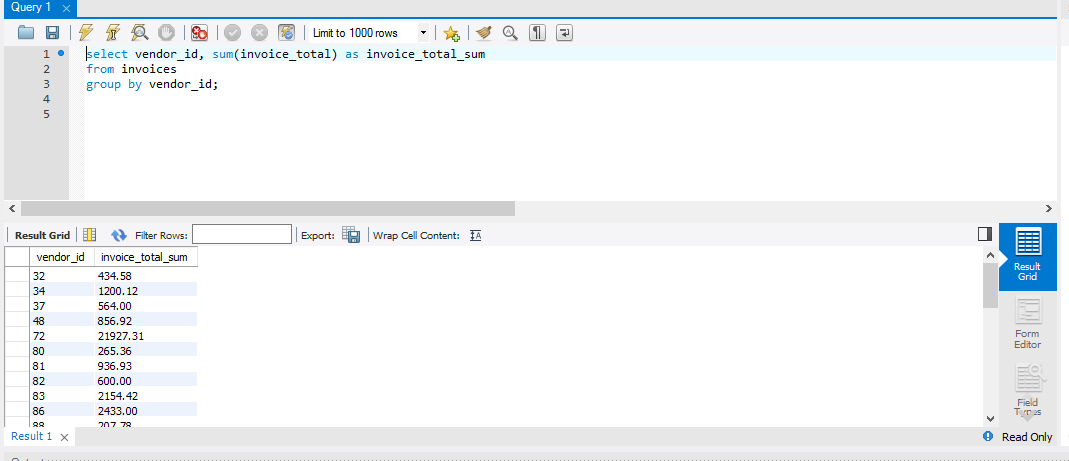 Query 1
Limit to 1000 rows
1 select vendor_id, sum(invoice_total) as invoice_total_sum
2 from invoices
3 group by vendor_id;
4
5
Result Grid Filter Rows: Export: Wrap Cell Content:
vendor_id invoice_total_sum
32 434.58
34 1200.12
37 564.00
48 856.92
72 21927.31
80 265.36
81 936.93
82 600.00
83 2154.42
86 2433.00
88 207.78
Result
Grid
Form
Editor
Field
Types
Result 1
Read Only